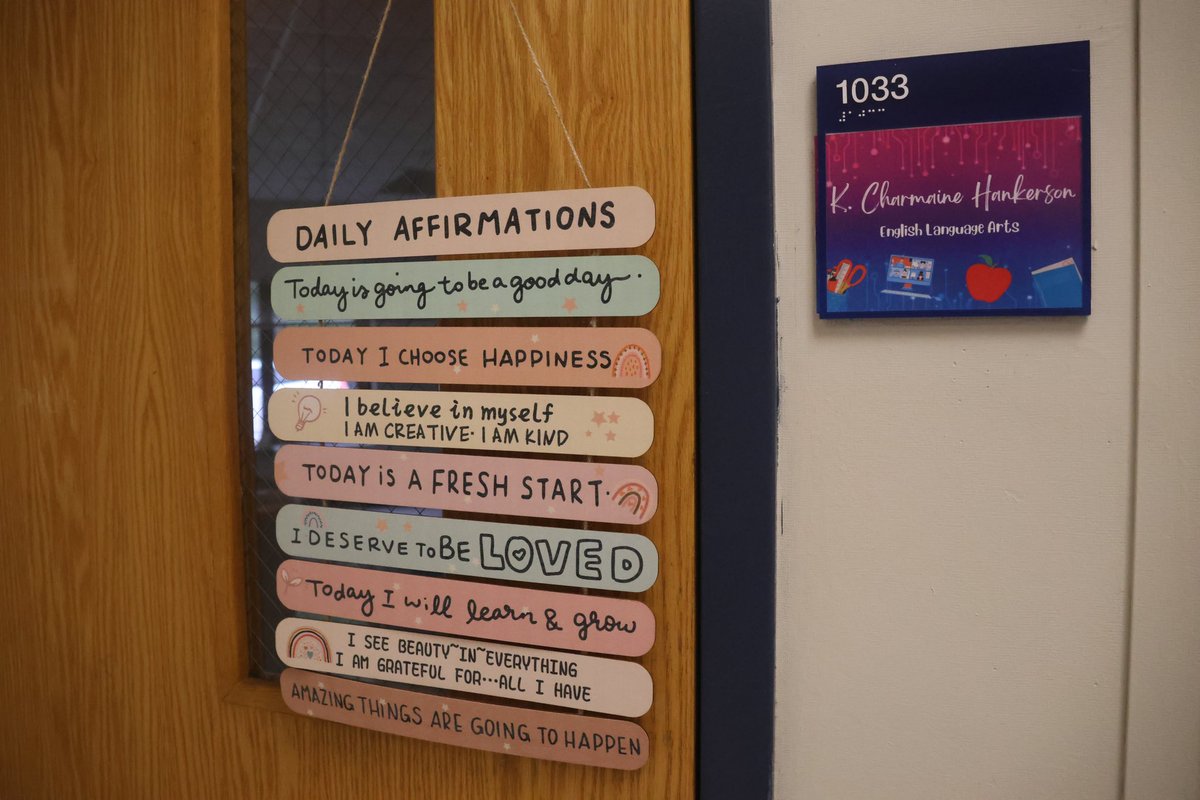 DAILY AFFIRMATIONS
Today is going to be a good day.
TODAY I CHOOSE HAPPINESS
I believe in myself
I AM CREATIVE · I AM KIND
TODAY iS A FRESH START.
I DESERVE To BE LOVED
Today I will learn & grow
I SEE BEAUTY~IN~EVERYTHING
I AM GRATEFUL FOR...ALL I HAVE
AMAZING THINGS ARE GOING TO HAPPEN
1033
⠼⠁⠚⠉⠉
K. Charmaine Hankerson
English Language Arts